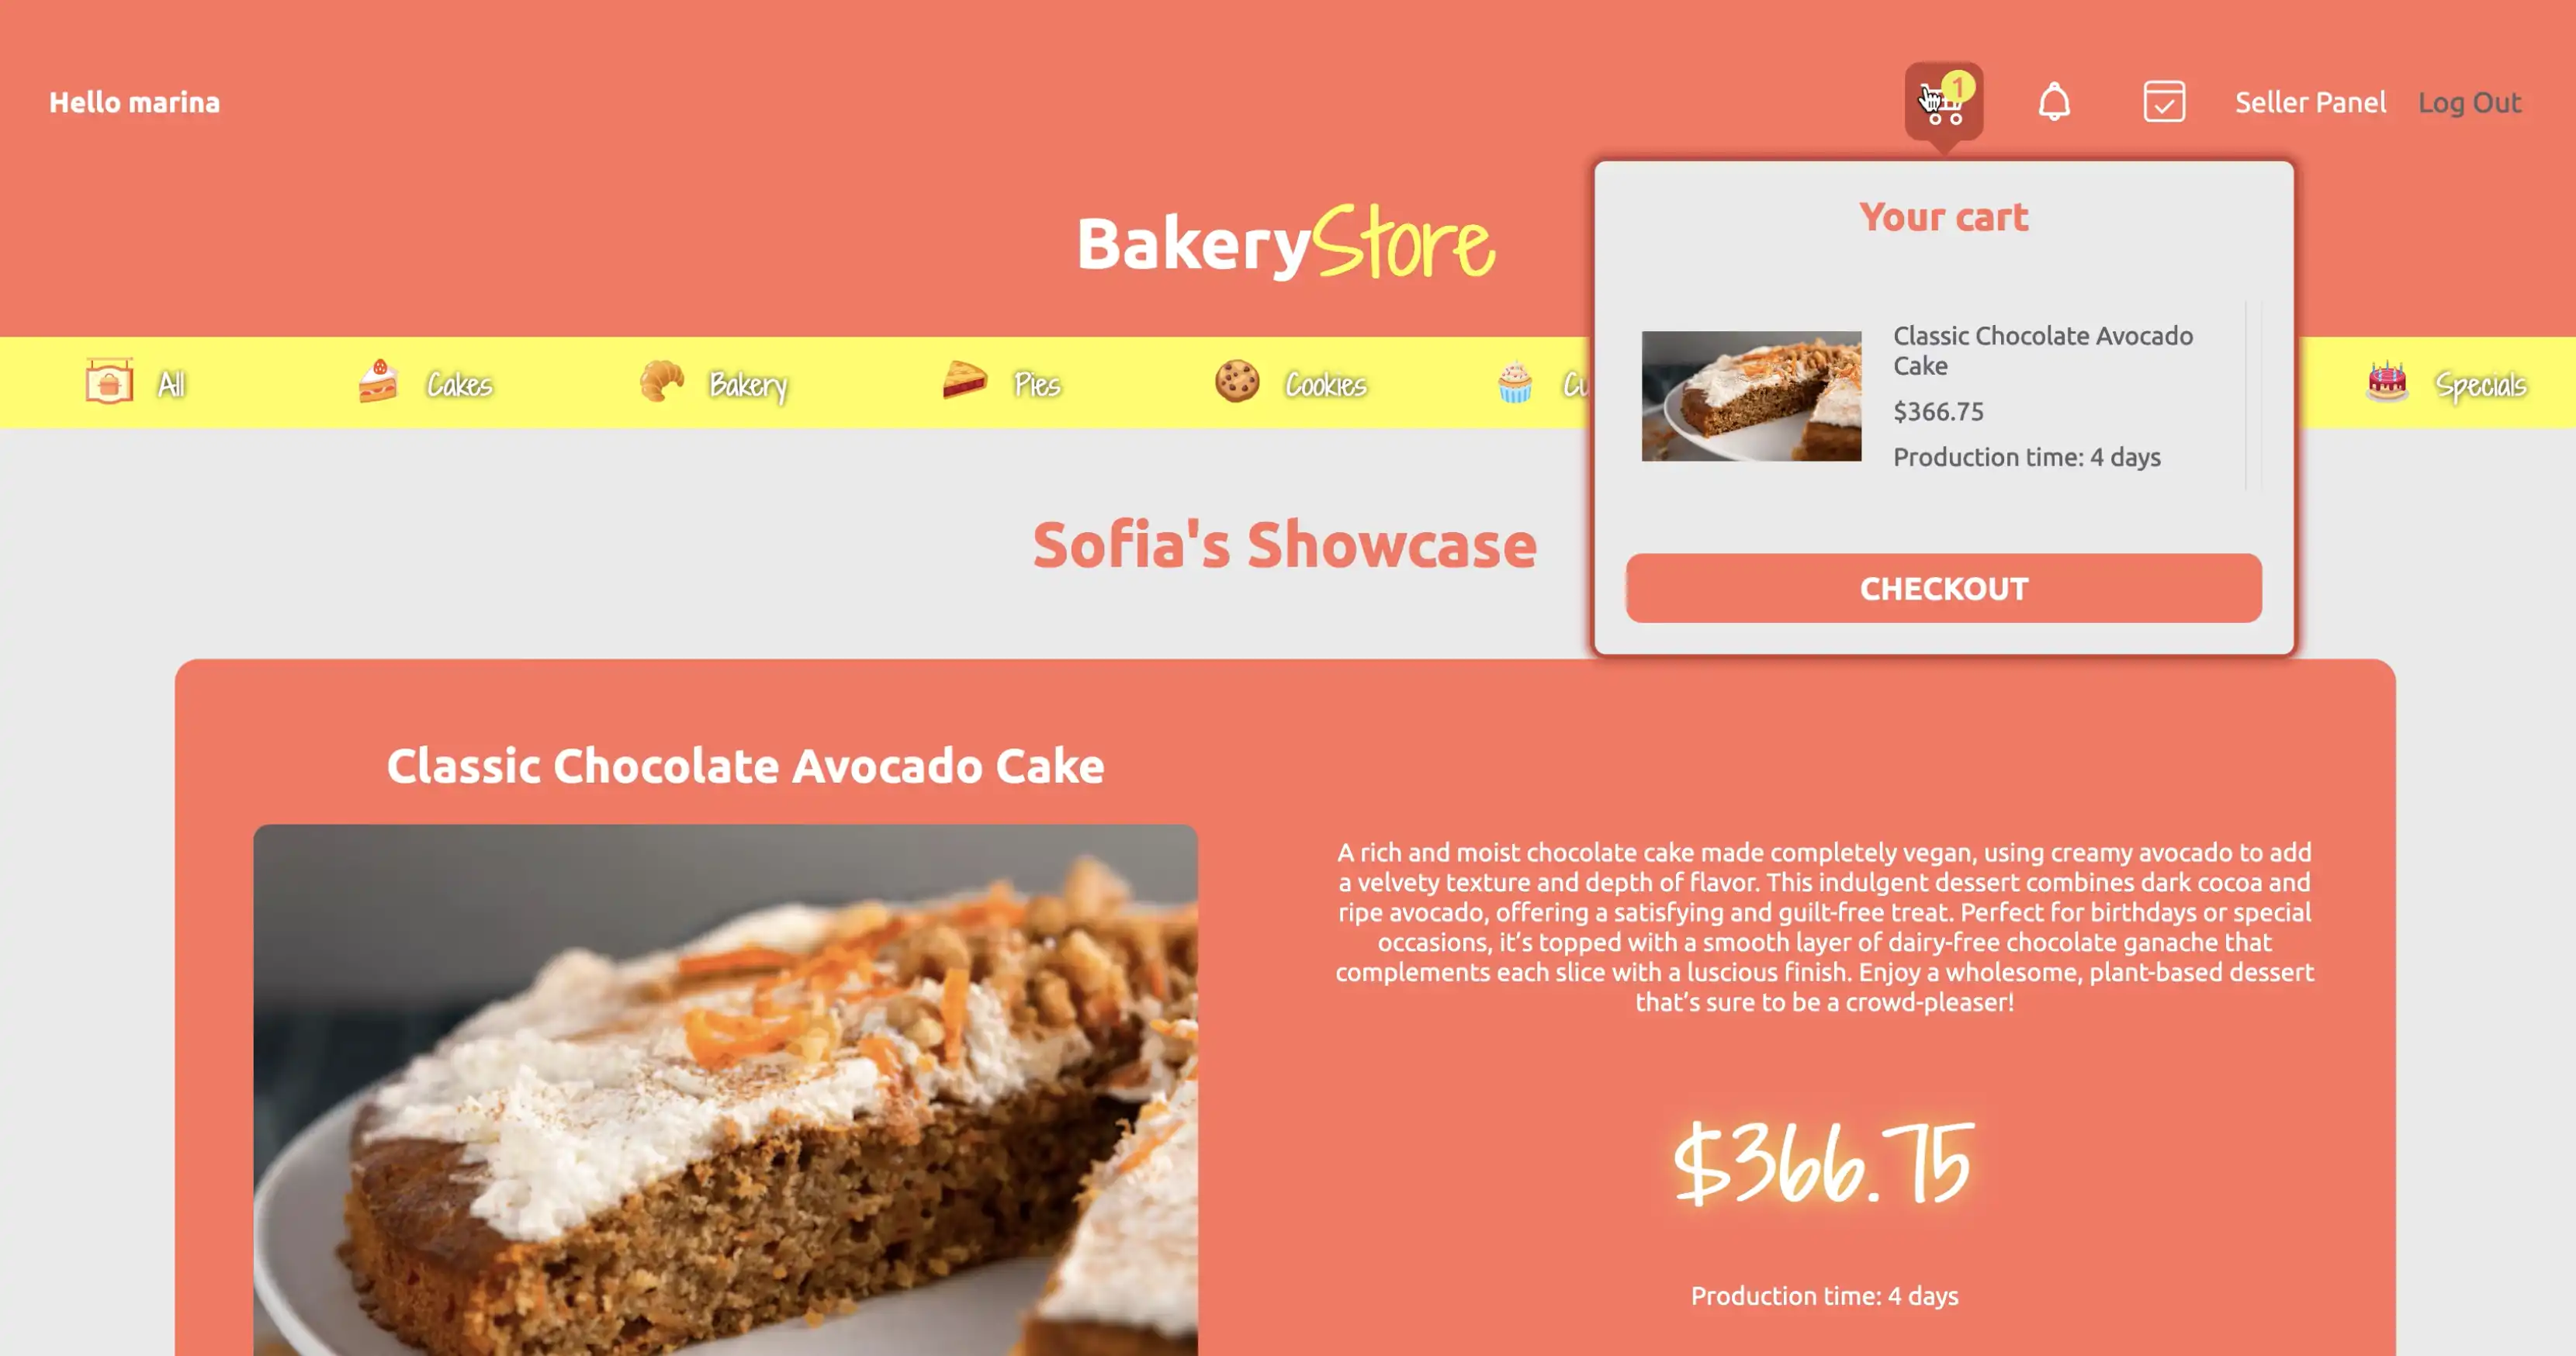 Hello marina
1
Seller Panel
Log Out
BakeryStore
Your cart
Classic Chocolate Avocado
Cake
$366.75
Production time: 4 days
CHECKOUT
All
Cakes
Bakery
Pies
Cookies
Cu
Specials
Sofia's Showcase
Classic Chocolate Avocado Cake
A rich and moist chocolate cake made completely vegan, using creamy avocado to add
a velvety texture and depth of flavor. This indulgent dessert combines dark cocoa and
ripe avocado, offering a satisfying and guilt-free treat. Perfect for birthdays or special
occasions, it’s topped with a smooth layer of dairy-free chocolate ganache that
complements each slice with a luscious finish. Enjoy a wholesome, plant-based dessert
that’s sure to be a crowd-pleaser!
$366.75
Production time: 4 days